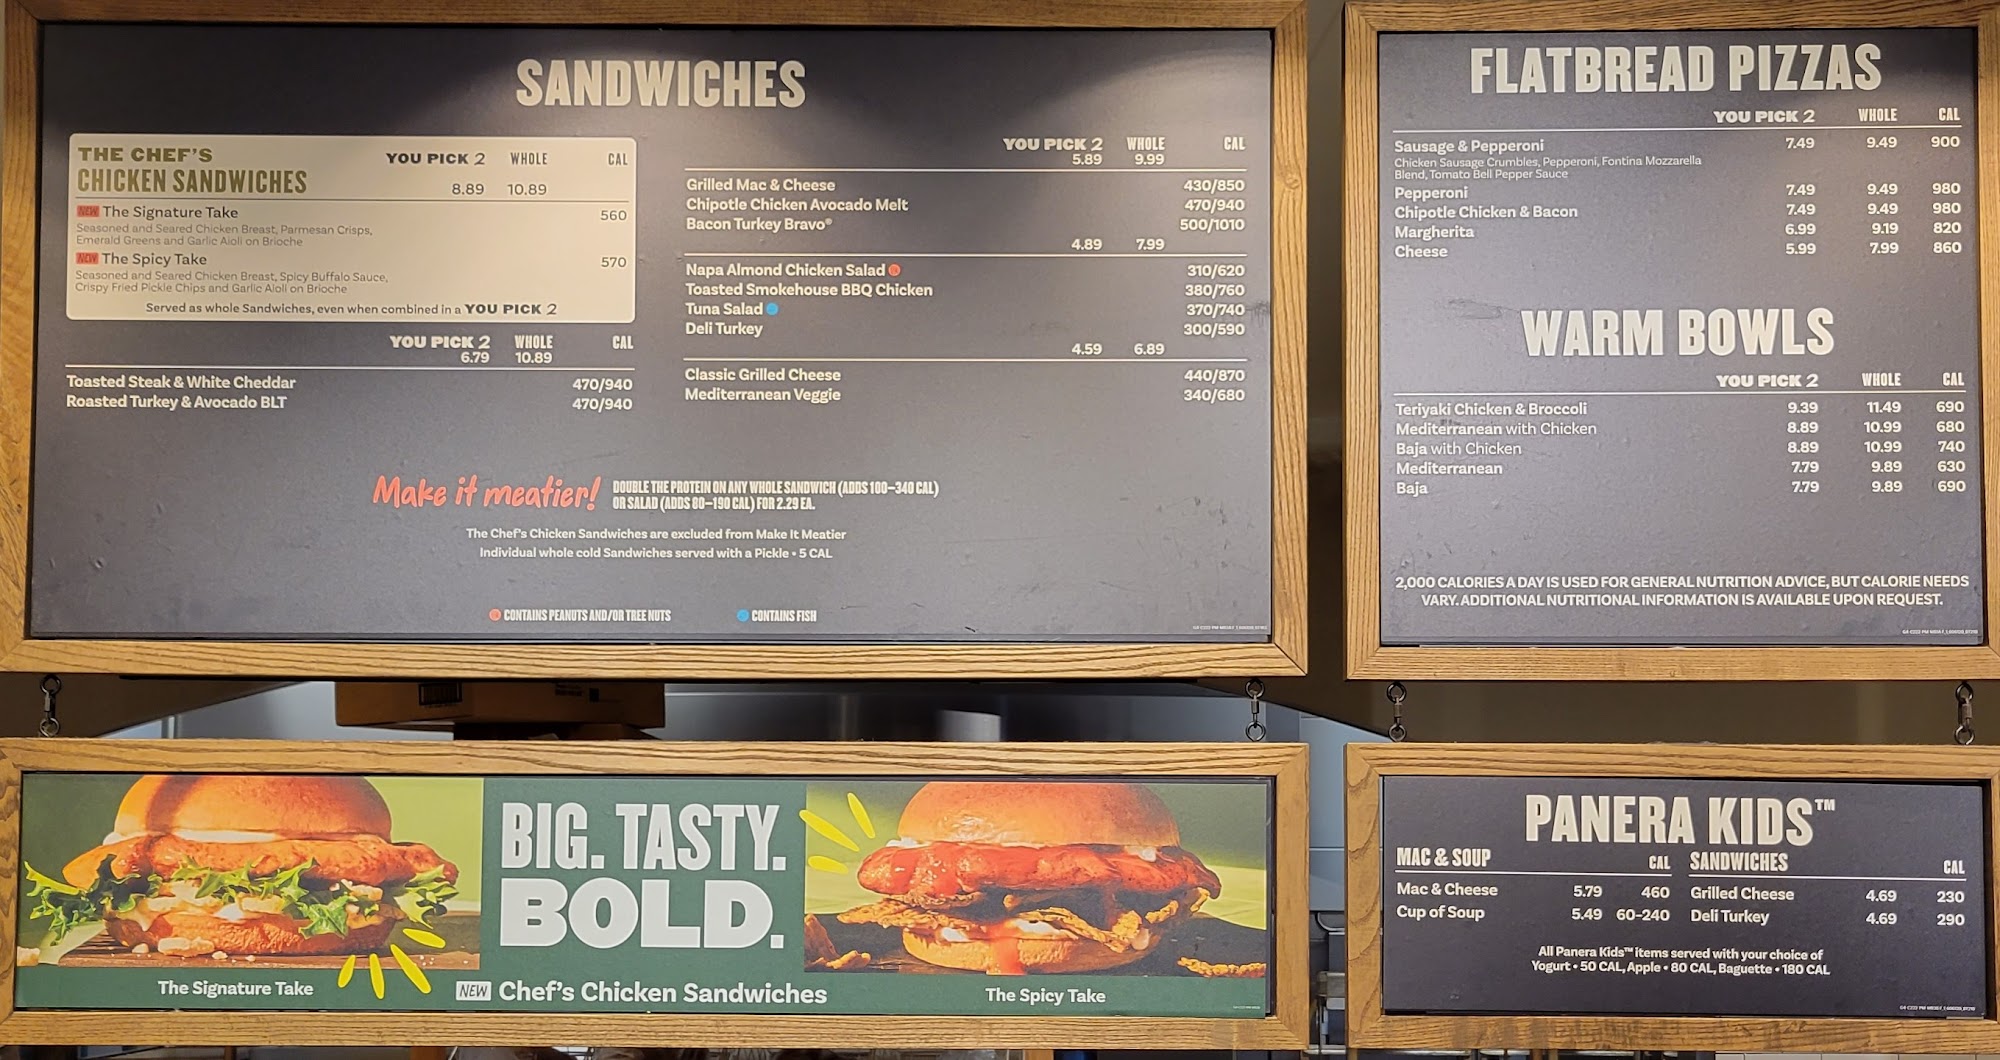 SANDWICHES
THE CHEF'S
CHICKEN SANDWICHES
YOU PICK 2 WHOLE CAL
8.89 10.89
NEW The Signature Take 560
Seasoned and Seared Chicken Breast, Parmesan Crisps,
Emerald Greens and Garlic Aioli on Brioche
NEW The Spicy Take 570
Seasoned and Seared Chicken Breast, Spicy Buffalo Sauce,
Crispy Fried Pickle Chips and Garlic Aioli on Brioche
Served as whole Sandwiches, even when combined in a YOU PICK 2
YOU PICK 2 WHOLE CAL
6.79 10.89
Toasted Steak & White Cheddar 470/940
Roasted Turkey & Avocado BLT 470/940
YOU PICK 2 WHOLE CAL
5.89 9.99
Grilled Mac & Cheese 430/850
Chipotle Chicken Avocado Melt 470/940
Bacon Turkey Bravo® 500/1010
4.89 7.99
Napa Almond Chicken Salad 310/620
Toasted Smokehouse BBQ Chicken 380/760
Tuna Salad 370/740
Deli Turkey 300/590
4.59 6.89
Classic Grilled Cheese 440/870
Mediterranean Veggie 340/680
Make it meatier! DOUBLE THE PROTEIN ON ANY WHOLE SANDWICH (ADDS 100–340 CAL)
OR SALAD (ADDS 80–190 CAL) FOR 2.29 EA.
The Chef's Chicken Sandwiches are excluded from Make It Meatier
Individual whole cold Sandwiches served with a Pickle • 5 CAL
CONTAINS PEANUTS AND/OR TREE NUTS CONTAINS FISH
FLATBREAD PIZZAS
YOU PICK 2 WHOLE CAL
Sausage & Pepperoni 7.49 9.49 900
Chicken Sausage Crumbles, Pepperoni, Fontina Mozzarella
Blend, Tomato Bell Pepper Sauce
Pepperoni 7.49 9.49 980
Chipotle Chicken & Bacon 7.49 9.49 980
Margherita 6.99 9.19 820
Cheese 5.99 7.99 860
WARM BOWLS
YOU PICK 2 WHOLE CAL
Teriyaki Chicken & Broccoli 9.39 11.49 690
Mediterranean with Chicken 8.89 10.99 680
Baja with Chicken 8.89 10.99 740
Mediterranean 7.79 9.89 630
Baja 7.79 9.89 690
2,000 CALORIES A DAY IS USED FOR GENERAL NUTRITION ADVICE, BUT CALORIE NEEDS
VARY. ADDITIONAL NUTRITIONAL INFORMATION IS AVAILABLE UPON REQUEST.
BIG. TASTY.
BOLD.
The Signature Take
NEW Chef's Chicken Sandwiches
The Spicy Take
PANERA KIDS™
MAC & SOUP CAL
Mac & Cheese 5.79 460
Cup of Soup 5.49 60-240
SANDWICHES CAL
Grilled Cheese 4.69 230
Deli Turkey 4.69 290
All Panera Kids™ items served with your choice of
Yogurt • 50 CAL, Apple • 80 CAL, Baguette • 180 CAL